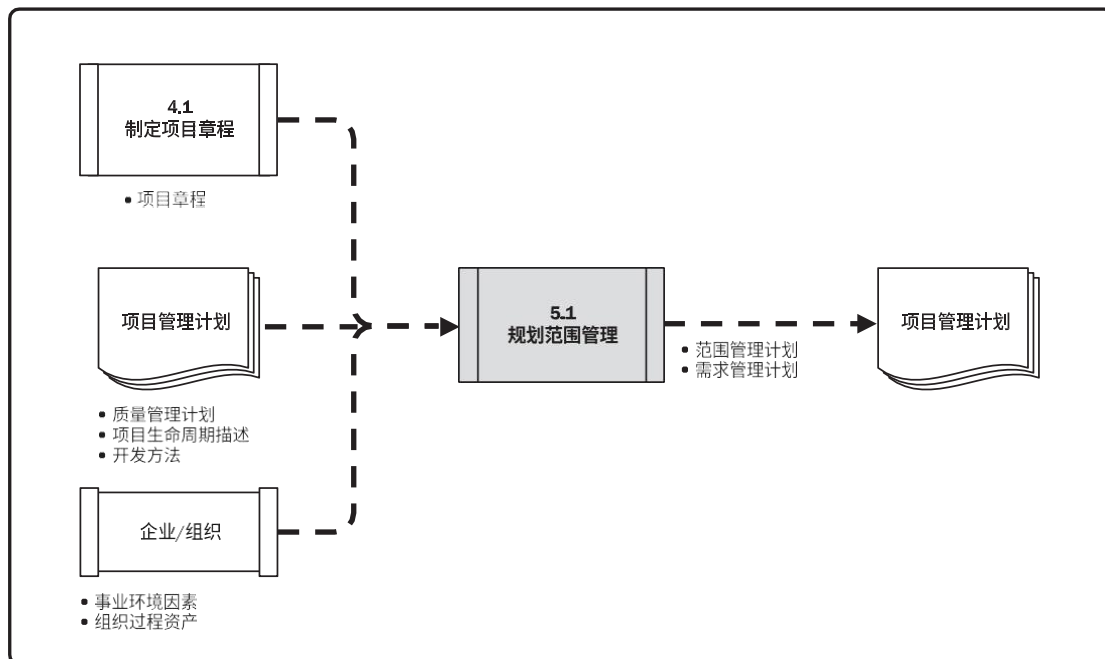 4.1
制定项目章程
• 项目章程
项目管理计划
• 质量管理计划
• 项目生命周期描述
• 开发方法
企业/组织
• 事业环境因素
• 组织过程资产
5.1
规划范围管理
• 范围管理计划
• 需求管理计划
项目管理计划